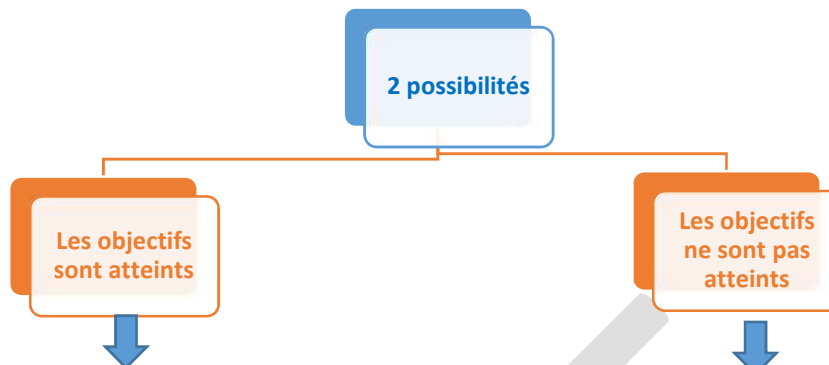 2 possibilités
Les objectifs
sont atteints
Les objectifs
ne sont pas
atteints